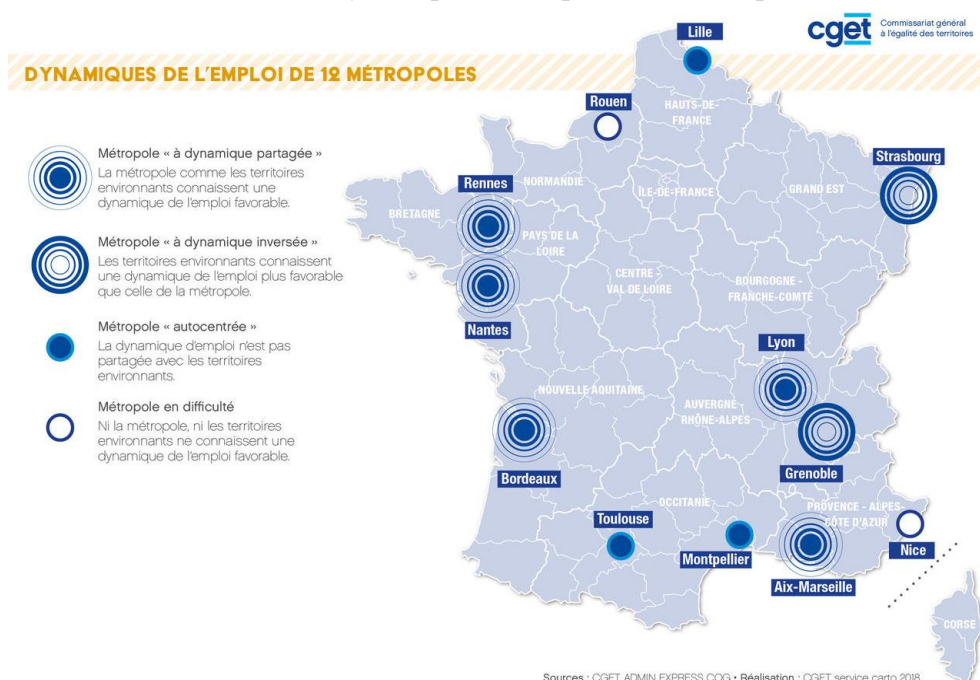 cget
Commissariat général
à l'égalité des territoires
DYNAMIQUES DE L'EMPLOI DE 12 MÉTROPOLES
Métropole « à dynamique partagée »
La métropole comme les territoires
environnants connaissent une
dynamique de l'emploi favorable.
Métropole « à dynamique inversée »
Les territoires environnants connaissent
une dynamique de l'emploi plus favorable
que celle de la métropole.
Métropole « autocentrée »
La dynamique d'emploi n'est pas
partagée avec les territoires
environnants.
Métropole en difficulté
Ni la métropole, ni les territoires
environnants ne connaissent une
dynamique de l'emploi favorable.
Lille
HAUTS-DE-
FRANCE
Rouen
Strasbourg
Rennes
NORMANDIE
ÎLE-DE-FRANCE
GRAND EST
BRETAGNE
PAYS DE LA
LOIRE
CENTRE -
VAL DE LOIRE
BOURGOGNE -
FRANCHE-COMTÉ
Nantes
Lyon
NOUVELLE AQUITAINE
AUVERGNE -
RHÔNE-ALPES
Bordeaux
Grenoble
OCCITANIE
PROVENCE - ALPES-
CÔTE D'AZUR
Toulouse
Montpellier
Nice
Aix-Marseille
CORSE
Sources : CGET ADMIN EXPRESS COG • Réalisation : CGET service carto 2018